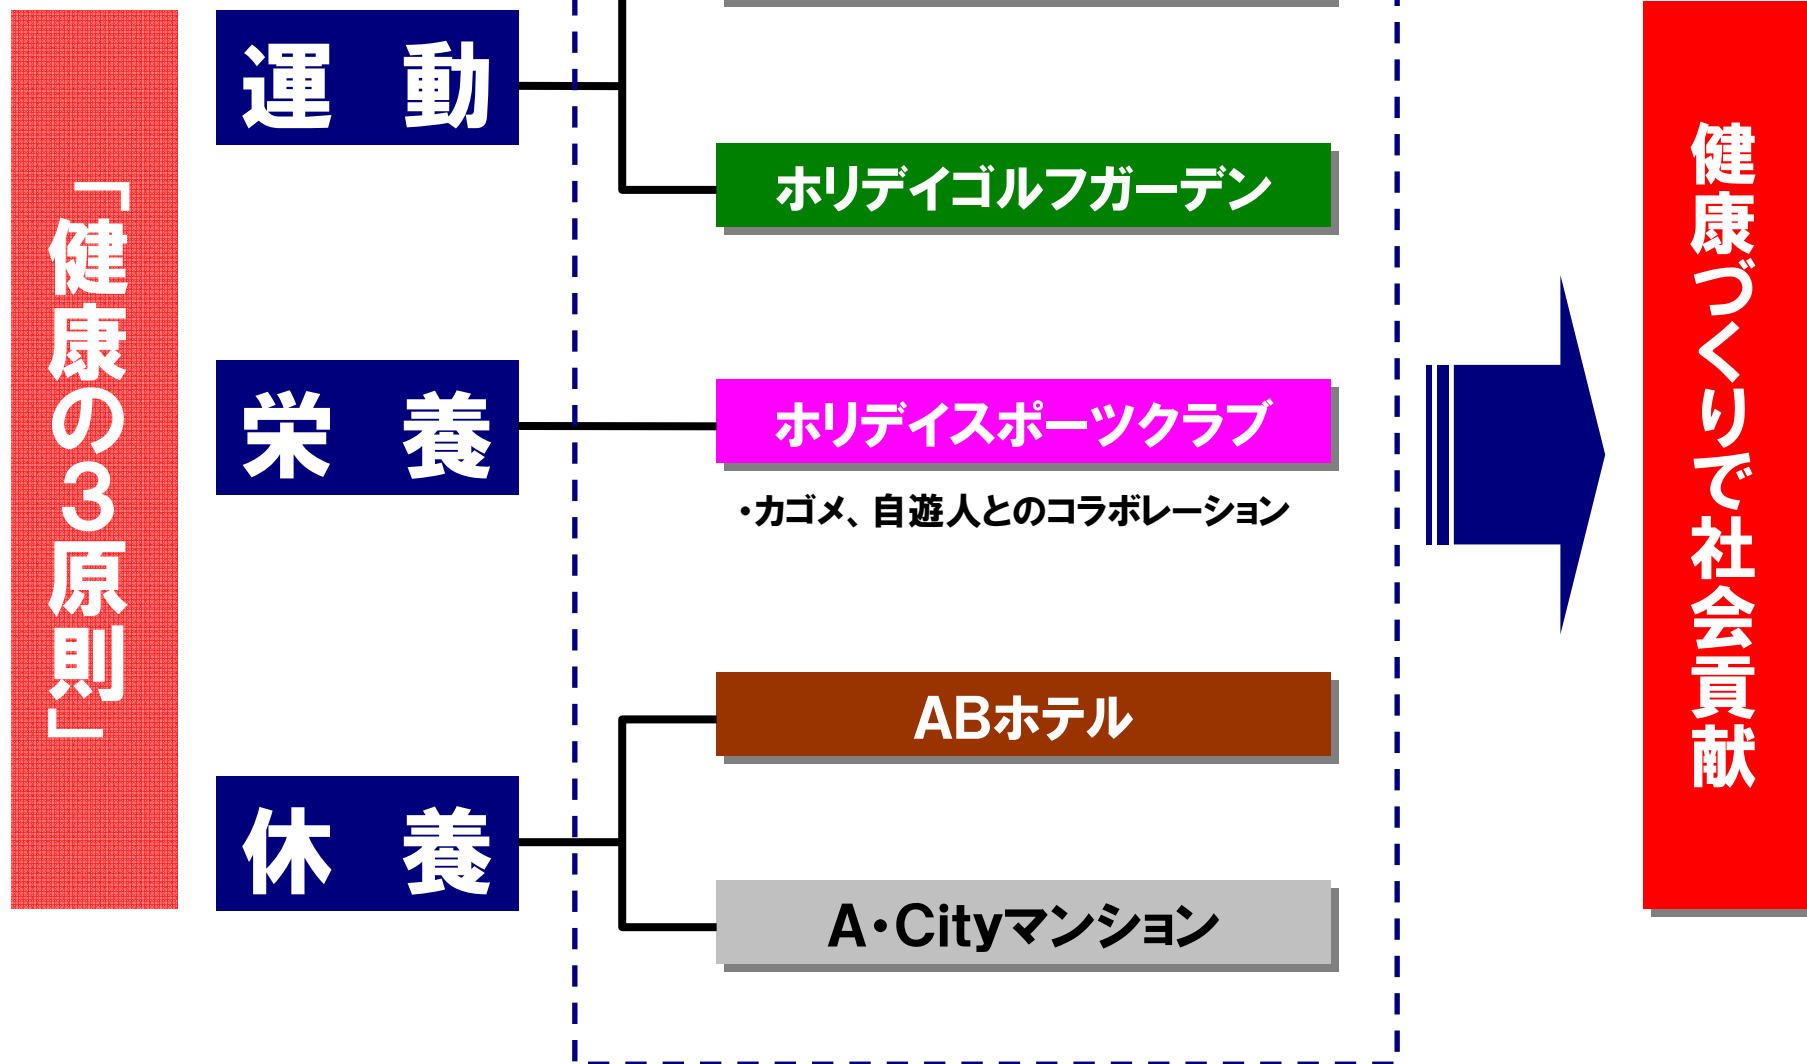 「健康の３原則」
運　動
ホリデイゴルフガーデン
栄　養
ホリデイスポーツクラブ
・カゴメ、自遊人とのコラボレーション
休　養
ABホテル
A・Cityマンション
健康づくりで社会貢献